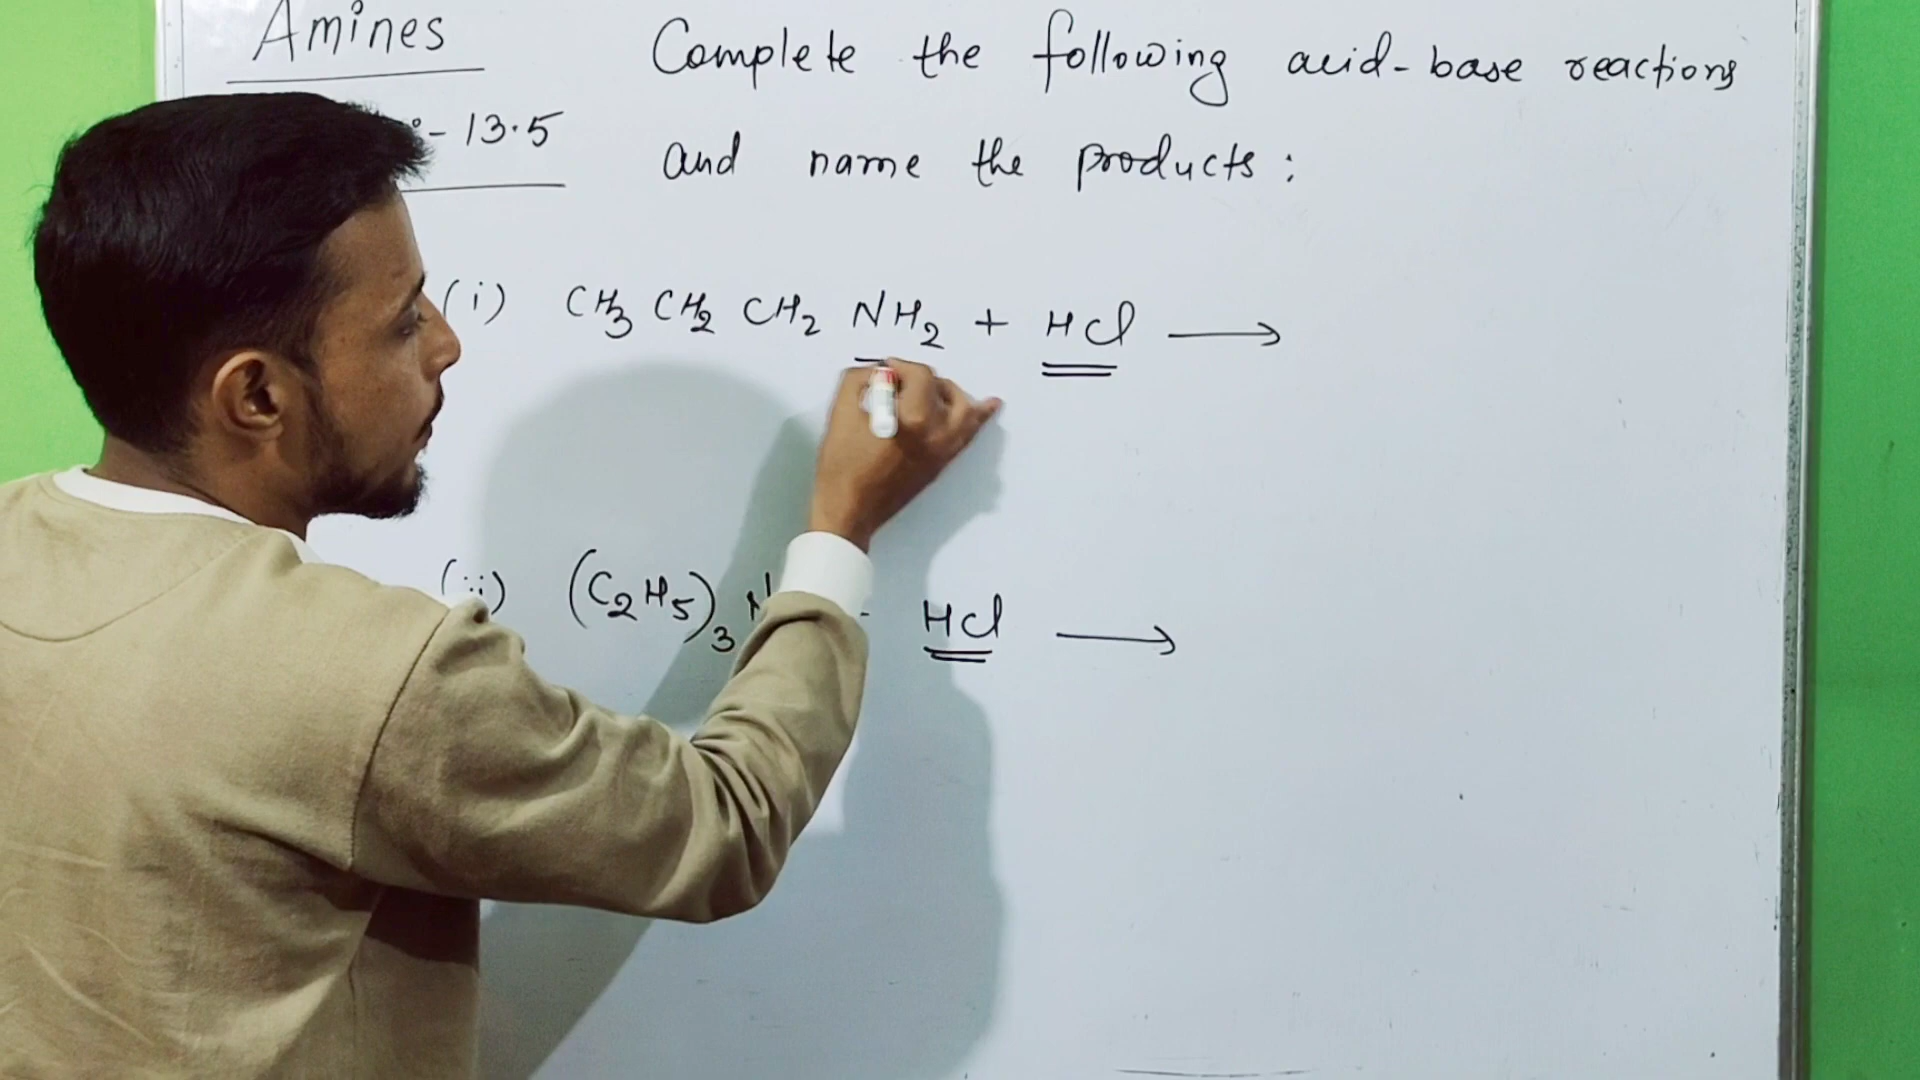 Amines
- 13.5
Complete the following acid-base reactions
and name the products:
(i) CH3 CH2 CH2 NH2 + HCl ⟶
(ii) (C2H5)3 N HCl ⟶